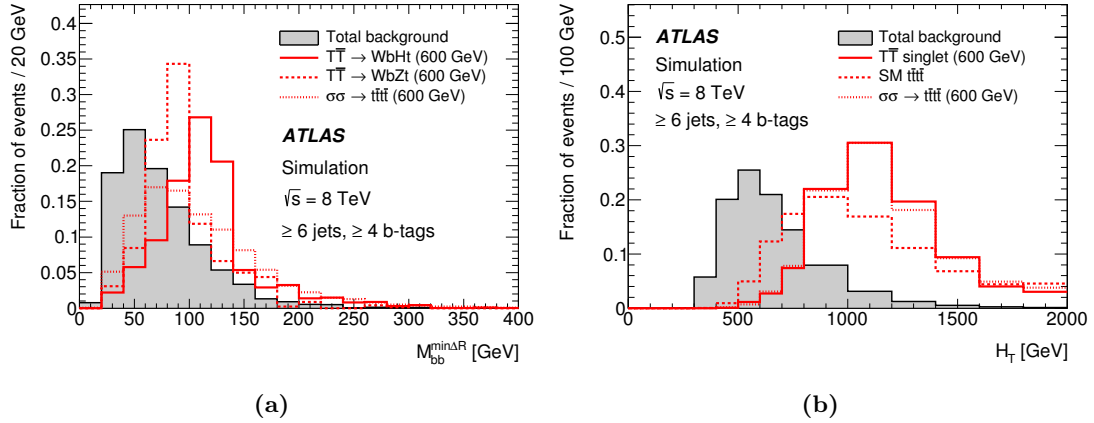 Fraction of events / 20 GeV
0.4
0.35
0.3
0.25
0.2
0.15
0.1
0.05
0
0 50 100 150 200 250 300 350 400
M_bb^minΔR [GeV]
Total background
TT̅ → WbHt (600 GeV)
TT̅ → WbZt (600 GeV)
σσ → tt̅tt̅ (600 GeV)
ATLAS
Simulation
√s = 8 TeV
≥ 6 jets, ≥ 4 b-tags
(a)
Fraction of events / 100 GeV
0.5
0.4
0.3
0.2
0.1
0
0 500 1000 1500 2000
H_T [GeV]
ATLAS
Simulation
√s = 8 TeV
≥ 6 jets, ≥ 4 b-tags
Total background
TT̅ singlet (600 GeV)
SM tt̅tt̅
σσ → tt̅tt̅ (600 GeV)
(b)